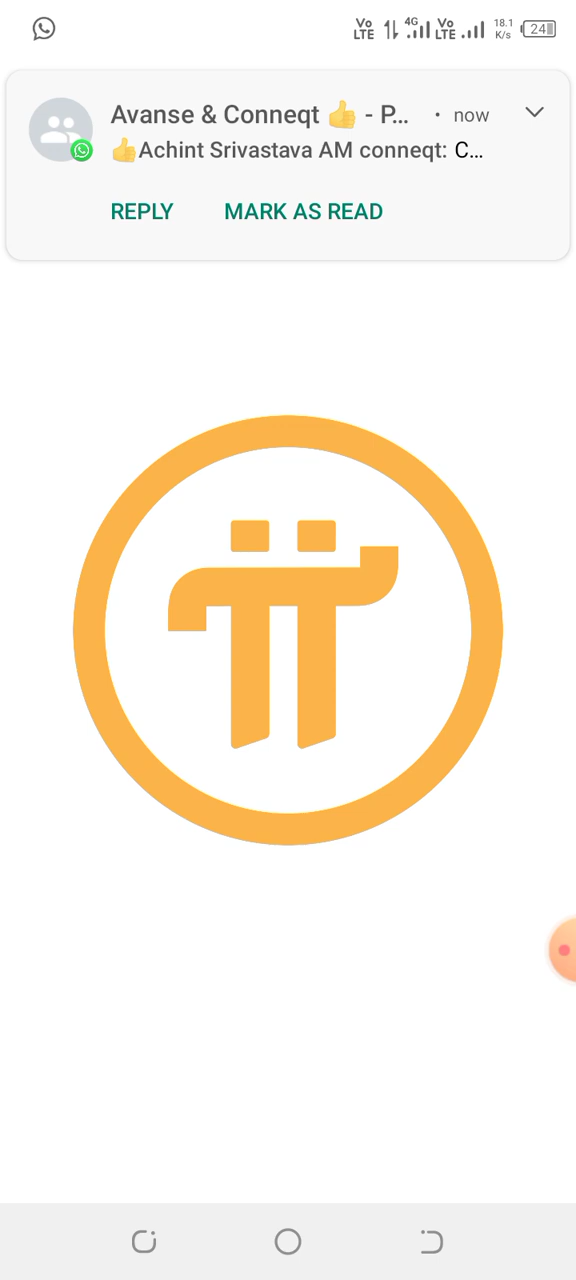 Vo LTE 4G Vo LTE 18.1 K/s 24
Avanse & Conneqt 👍 - P... • now
👍Achint Srivastava AM conneqt: C...
REPLY MARK AS READ